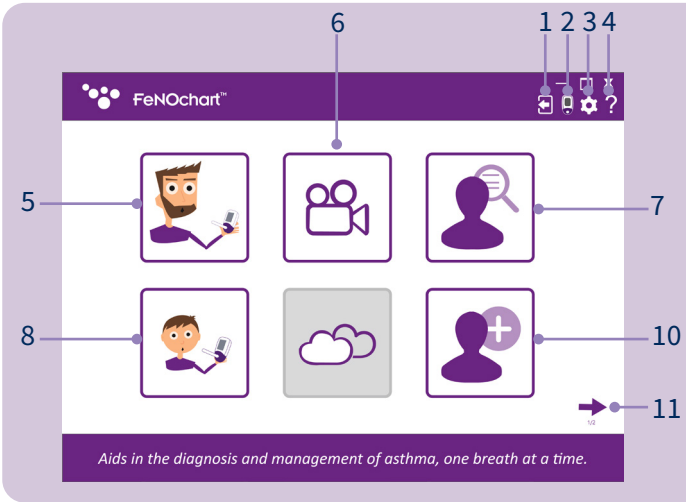 6
1 2 3 4
FeNOchart™
?
5
7
8
10
11
1/2
Aids in the diagnosis and management of asthma, one breath at a time.